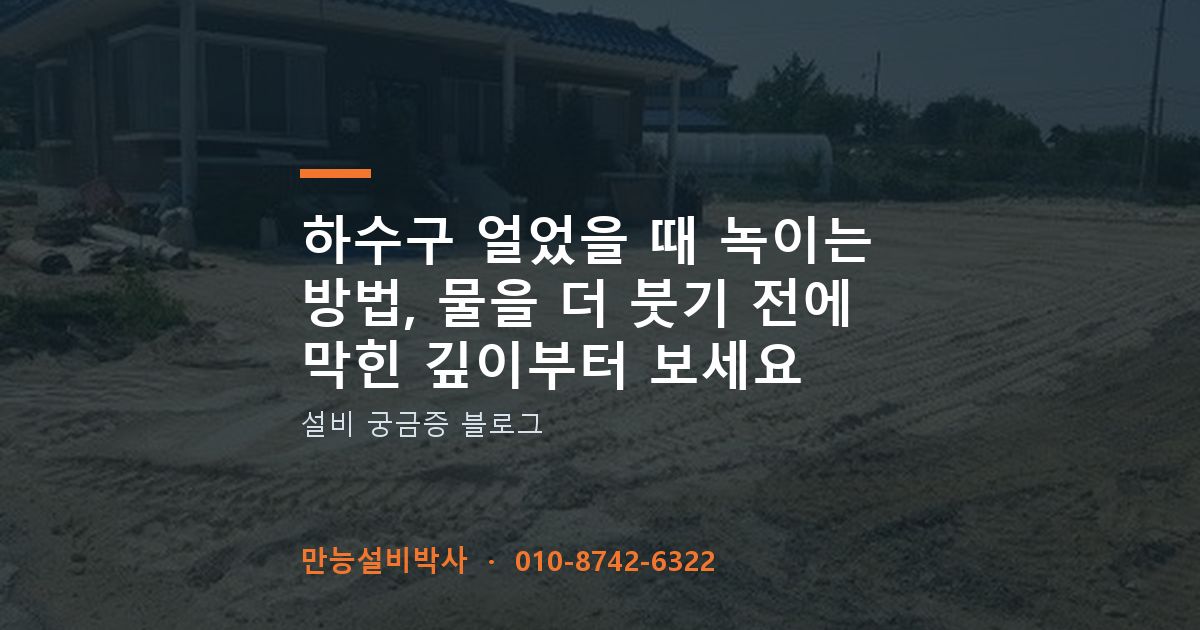 하수구 얼었을 때 녹이는
방법, 물을 더 붓기 전에
막힌 깊이부터 보세요
설비 궁금증 블로그
만능설비박사 · 010-8742-6322